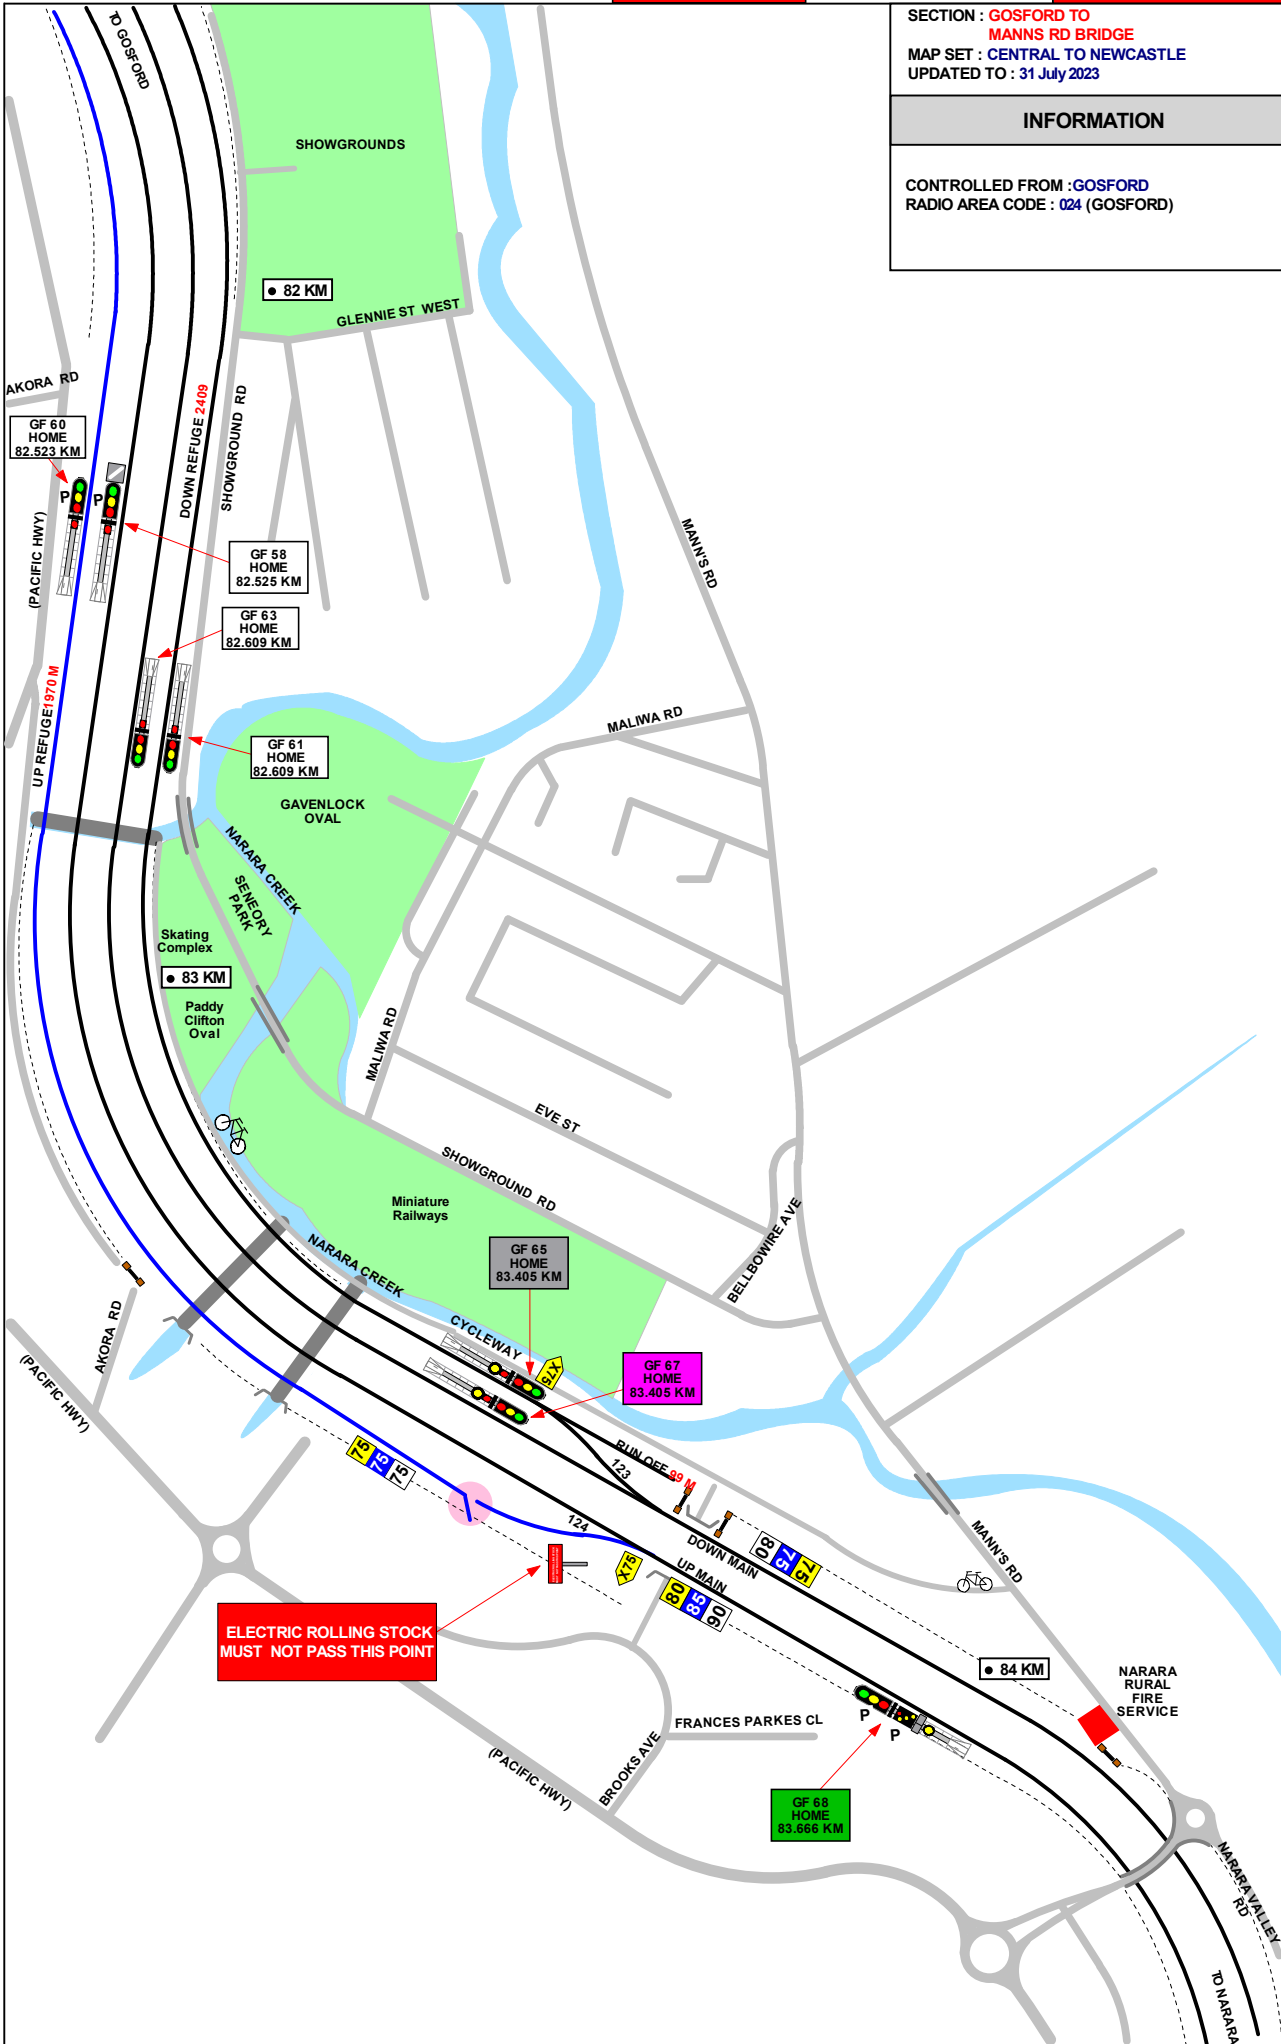 SECTION : GOSFORD TO
MANNS RD BRIDGE
MAP SET : CENTRAL TO NEWCASTLE
UPDATED TO : 31 July 2023
INFORMATION
CONTROLLED FROM :GOSFORD
RADIO AREA CODE : 024 (GOSFORD)
TO GOSFORD
SHOWGROUNDS
82 KM
GLENNIE ST WEST
AKORA RD
GF 60
HOME
82.523 KM
DOWN REFUGE 2409
SHOWGROUND RD
P
P
(PACIFIC HWY)
GF 58
HOME
82.525 KM
MANN'S RD
GF 63
HOME
82.609 KM
UP REFUGE 1970 M
GF 61
HOME
82.609 KM
MALIWA RD
GAVENLOCK
OVAL
NARARA CREEK
SENEORY
PARK
Skating
Complex
83 KM
Paddy
Clifton
Oval
MALIWA RD
EVE ST
SHOWGROUND RD
Miniature
Railways
BELLBOWIRE AVE
NARARA CREEK
GF 65
HOME
83.405 KM
AKORA RD
(PACIFIC HWY)
CYCLEWAY
X75
GF 67
HOME
83.405 KM
75
75
75
RUN OFF 99 M
123
124
DOWN MAIN
80
75
75
UP MAIN
X75
80
85
90
MANN'S RD
ELECTRIC ROLLING STOCK
MUST NOT PASS THIS POINT
84 KM
NARARA
RURAL
FIRE
SERVICE
P
P
FRANCES PARKES CL
BROOKS AVE
(PACIFIC HWY)
GF 68
HOME
83.666 KM
NARARA VALLEY
RD
TO NARARA